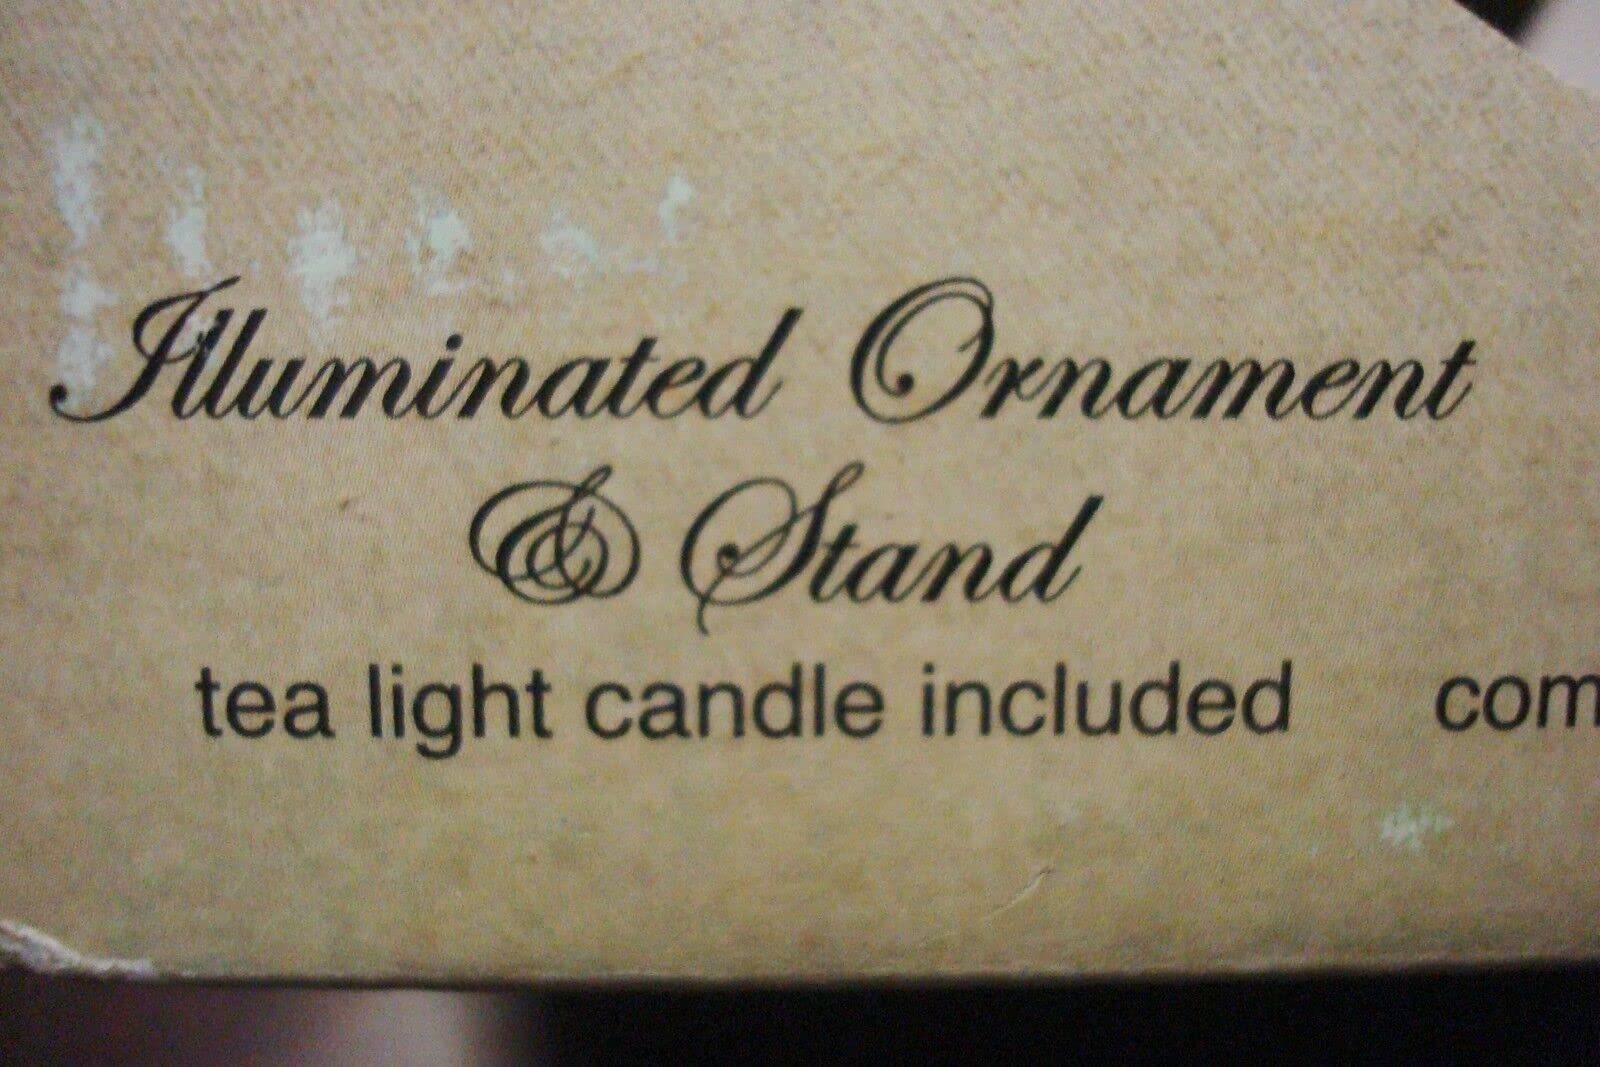 Illuminated Ornament
& Stand
tea light candle included com